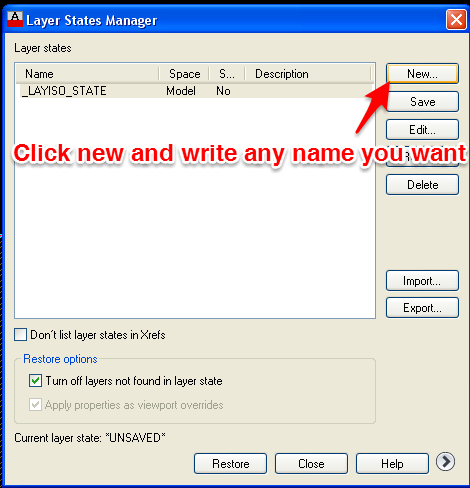 Layer States Manager
Layer states
Name Space S... Description
_LAYISO_STATE Model No
New...
Save
Edit...
Click new and write any name you want
Delete
Import...
Export...
Don't list layer states in Xrefs
Restore options
Turn off layers not found in layer state
Apply properties as viewport overrides
Current layer state: *UNSAVED*
Restore Close Help